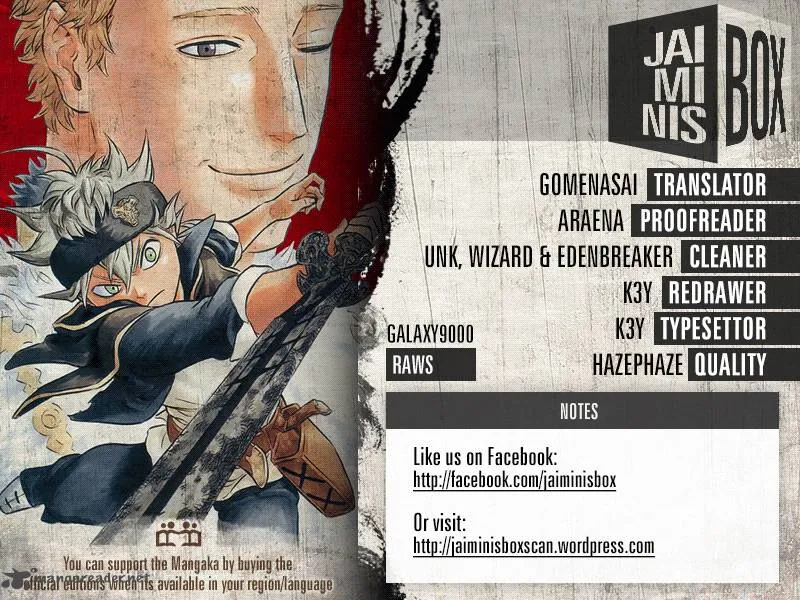 JAI
MI
NIS
BOX
GOMENASAI TRANSLATOR
ARAENA PROOFREADER
UNK, WIZARD & EDENBREAKER CLEANER
K3Y REDRAWER
K3Y TYPESETTOR
HAZEPHAZE QUALITY
GALAXY9000
RAWS
NOTES
Like us on Facebook:
http://facebook.com/jaiminisbox
Or visit:
http://jaiminisboxscan.wordpress.com
You can support the Mangaka by buying the
official editions when its available in your region/language
mangareader.net